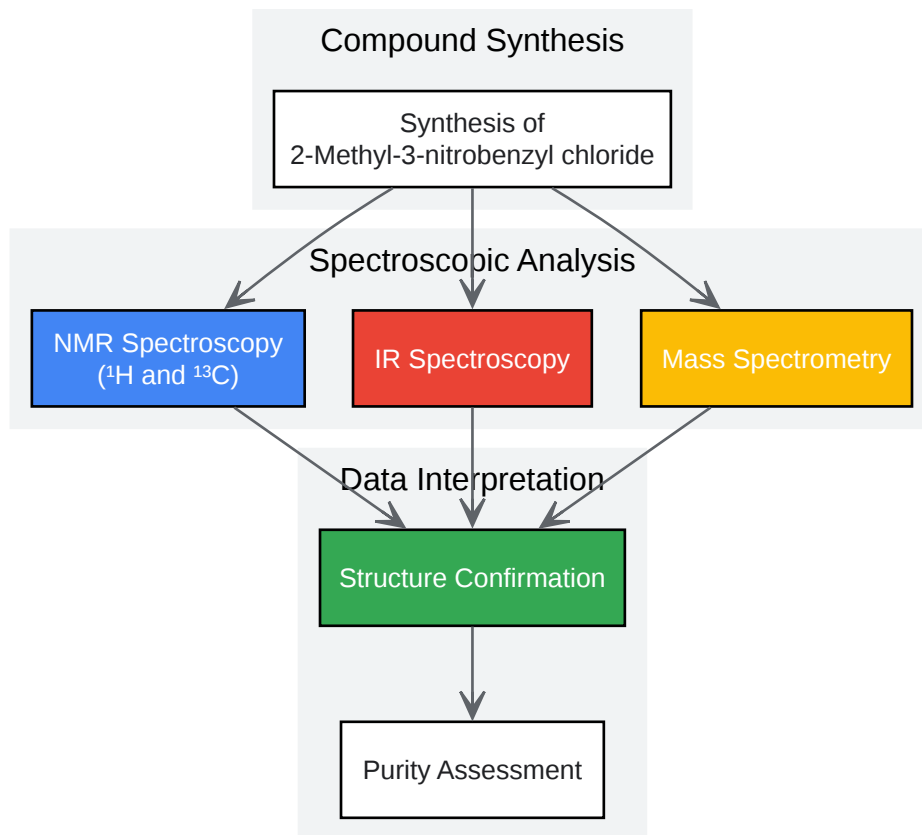 Compound Synthesis
Synthesis of
2-Methyl-3-nitrobenzyl chloride
Spectroscopic Analysis
NMR Spectroscopy
(¹H and ¹³C)
IR Spectroscopy
Mass Spectrometry
Data Interpretation
Structure Confirmation
Purity Assessment